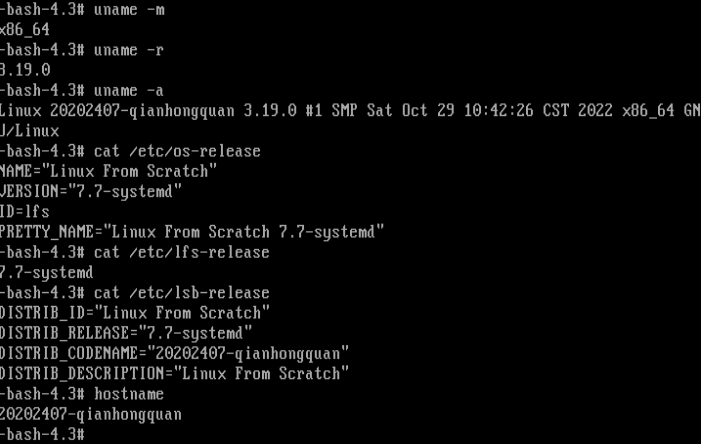 -bash-4.3# uname -m
x86_64
-bash-4.3# uname -r
3.19.0
-bash-4.3# uname -a
Linux 20202407-qianhongquan 3.19.0 #1 SMP Sat Oct 29 10:42:26 CST 2022 x86_64 GN
U/Linux
-bash-4.3# cat /etc/os-release
NAME="Linux From Scratch"
VERSION="7.7-systemd"
ID=lfs
PRETTY_NAME="Linux From Scratch 7.7-systemd"
-bash-4.3# cat /etc/lfs-release
7.7-systemd
-bash-4.3# cat /etc/lsb-release
DISTRIB_ID="Linux From Scratch"
DISTRIB_RELEASE="7.7-systemd"
DISTRIB_CODENAME="20202407-qianhongquan"
DISTRIB_DESCRIPTION="Linux From Scratch"
-bash-4.3# hostname
20202407-qianhongquan
-bash-4.3#